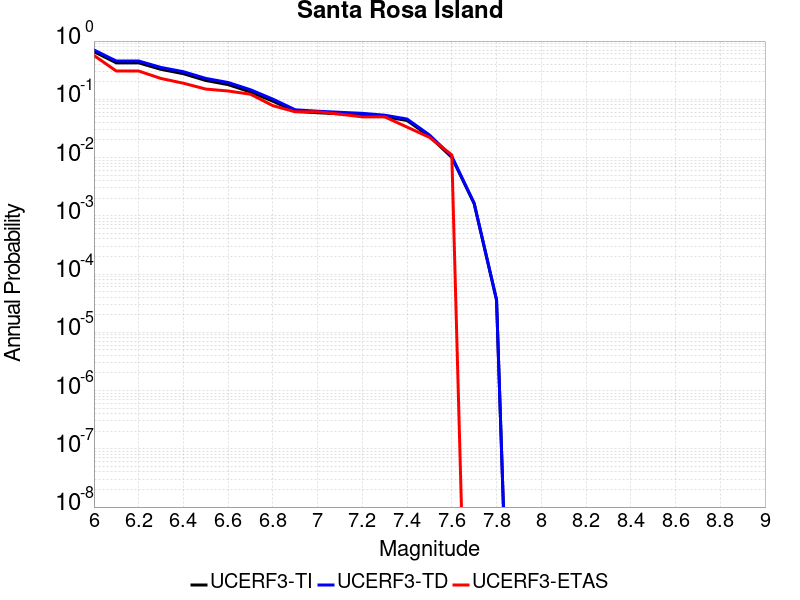 Santa Rosa Island
10^0
10^-1
10^-2
10^-3
10^-4
10^-5
10^-6
10^-7
10^-8
Annual Probability
6 6.2 6.4 6.6 6.8 7 7.2 7.4 7.6 7.8 8 8.2 8.4 8.6 8.8 9
Magnitude
UCERF3-TI UCERF3-TD UCERF3-ETAS